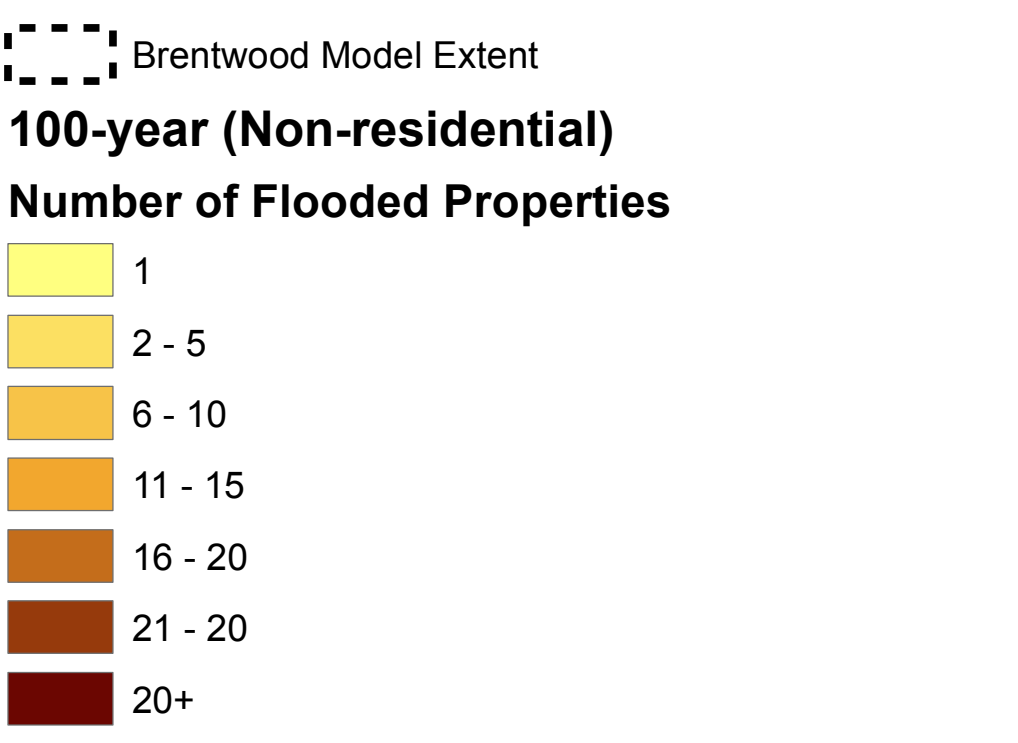 Brentwood Model Extent
100-year (Non-residential)
Number of Flooded Properties
1
2 - 5
6 - 10
11 - 15
16 - 20
21 - 20
20+